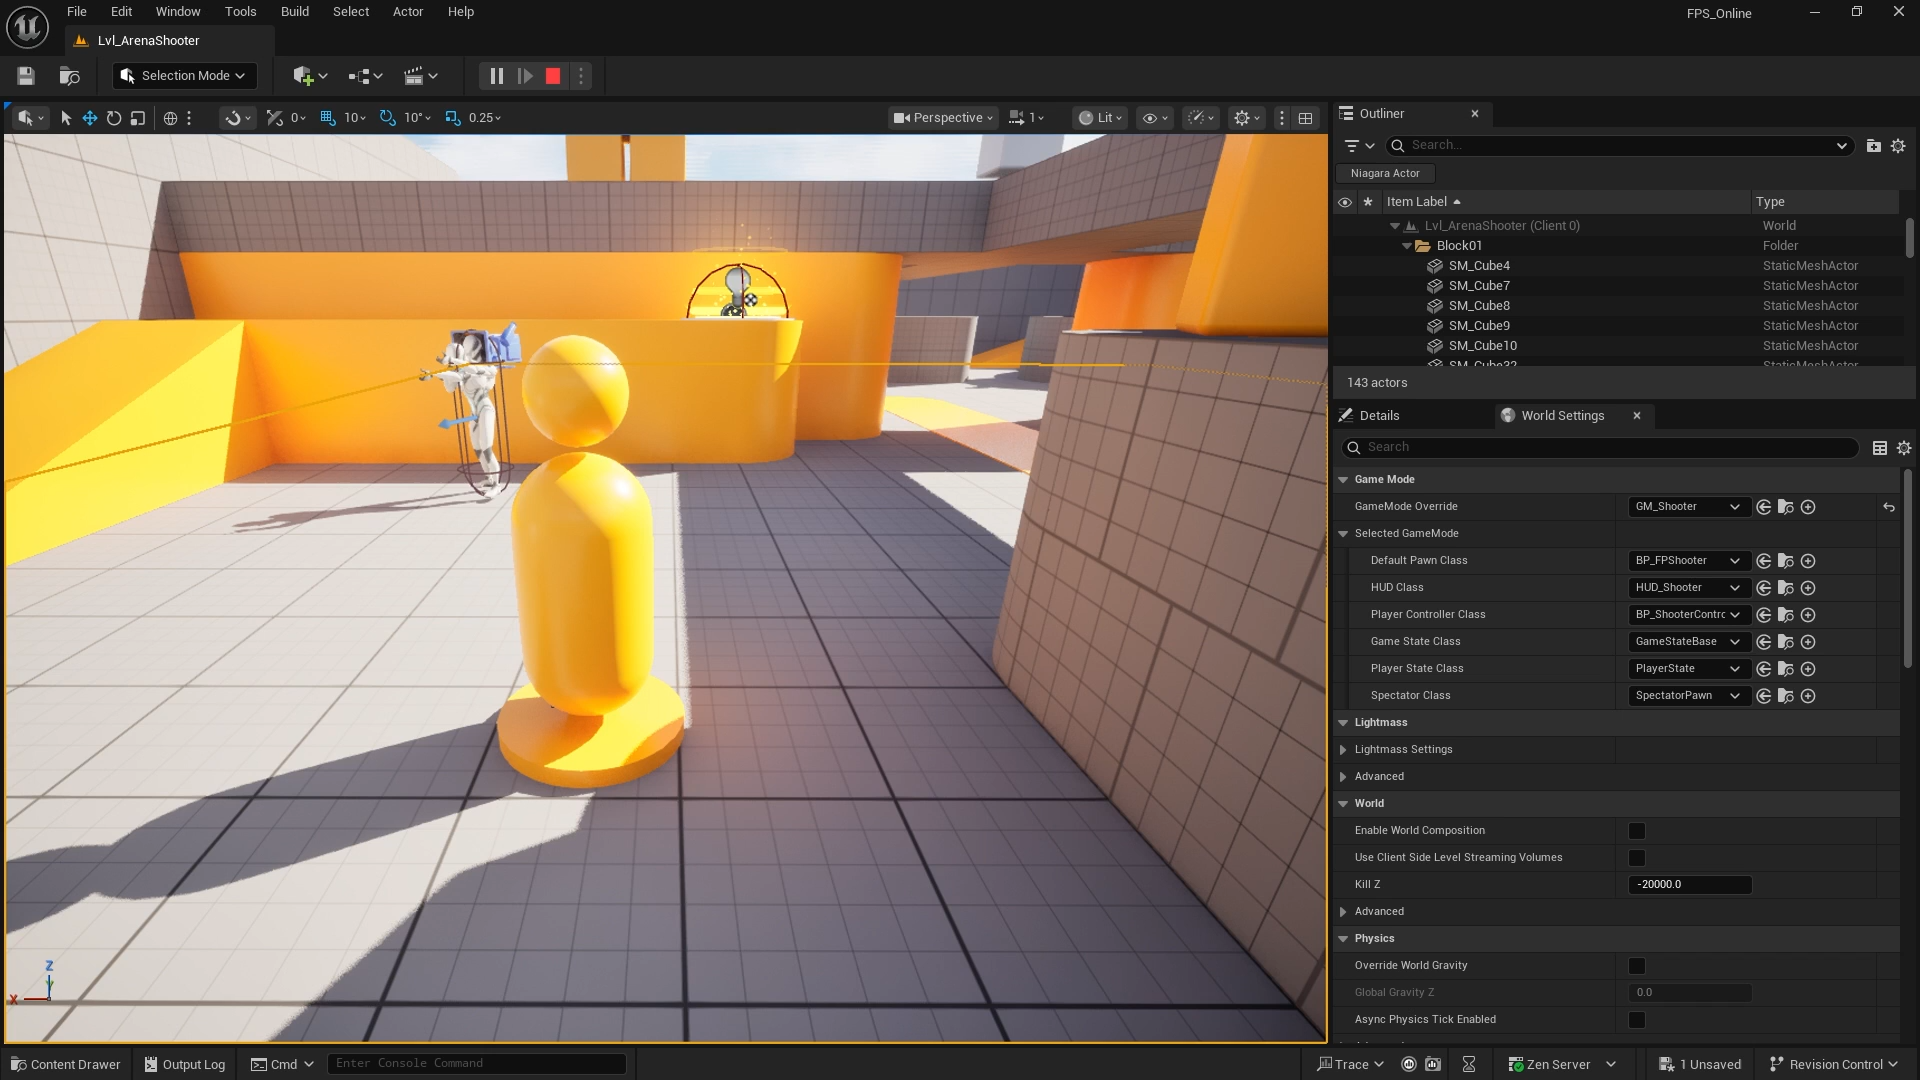 File Edit Window Tools Build Select Actor Help
FPS_Online
Lvl_ArenaShooter
Selection Mode
0 10 10° 0.25
Perspective 1 Lit
Outliner
Search...
Niagara Actor
Item Label Type
Lvl_ArenaShooter (Client 0) World
Block01 Folder
SM_Cube4 StaticMeshActor
SM_Cube7 StaticMeshActor
SM_Cube8 StaticMeshActor
SM_Cube9 StaticMeshActor
SM_Cube10 StaticMeshActor
143 actors
Details World Settings
Search
Game Mode
GameMode Override GM_Shooter
Selected GameMode
Default Pawn Class BP_FPShooter
HUD Class HUD_Shooter
Player Controller Class BP_ShooterContrc
Game State Class GameStateBase
Player State Class PlayerState
Spectator Class SpectatorPawn
Lightmass
Lightmass Settings
Advanced
World
Enable World Composition
Use Client Side Level Streaming Volumes
Kill Z -20000.0
Advanced
Physics
Override World Gravity
Global Gravity Z 0.0
Async Physics Tick Enabled
Z
X
Content Drawer Output Log Cmd Enter Console Command Trace Zen Server 1 Unsaved Revision Control